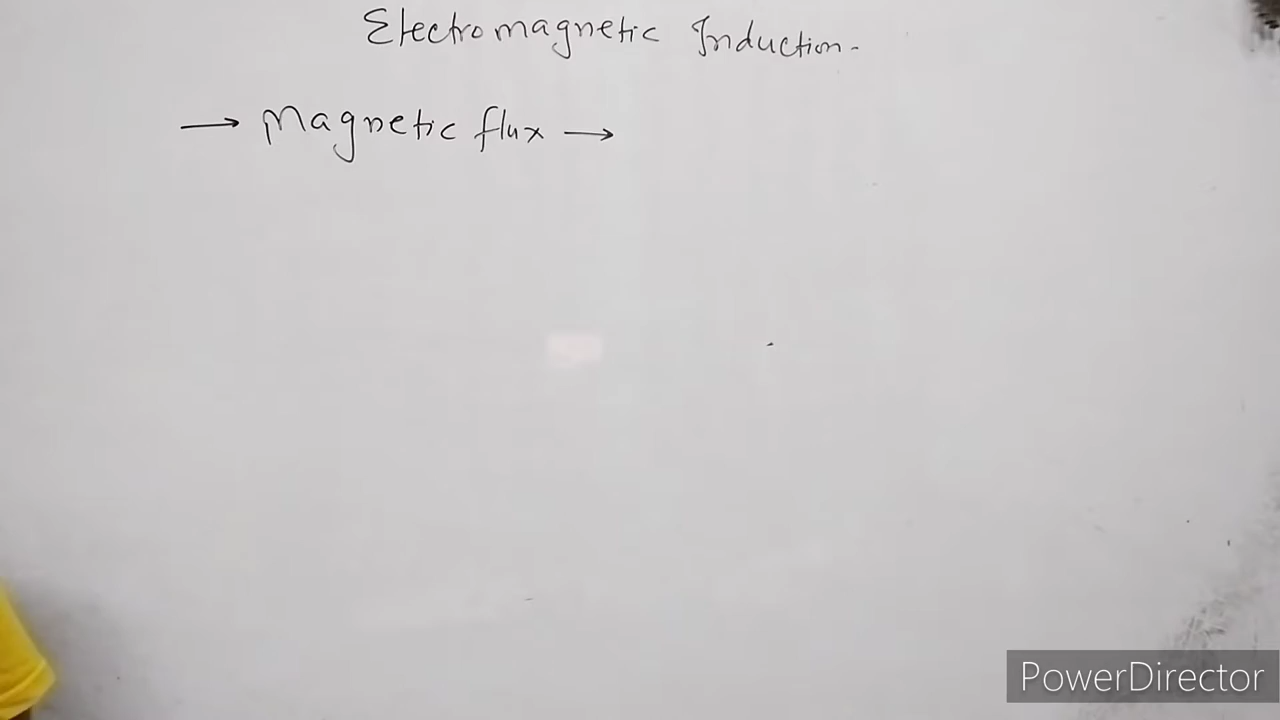 Electromagnetic Induction-
→ Magnetic flux →
PowerDirector